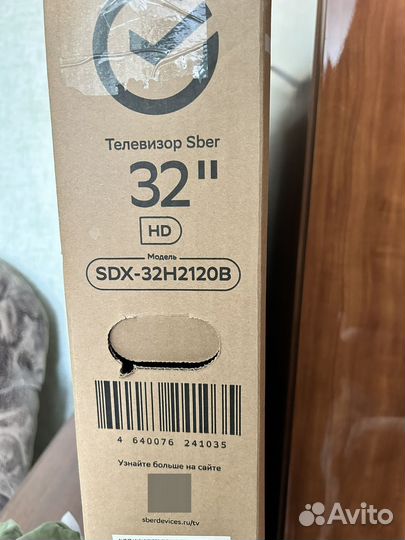 Телевизор Sber
32"
HD
Модель
SDX-32H2120B
4 640076 241035
Узнайте больше на сайте
sberdevices.ru/tv
Avito